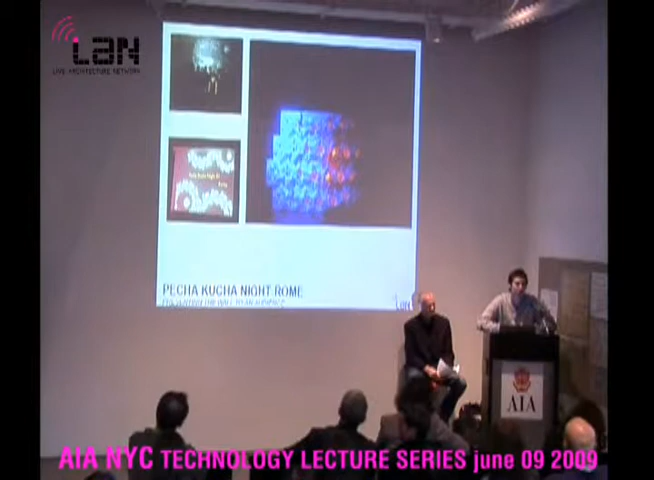 LaN
LIVE ARCHITECTURE NETWORK
PECHA KUCHA NIGHT ROME
AIA
AIA NYC TECHNOLOGY LECTURE SERIES june 09 2009